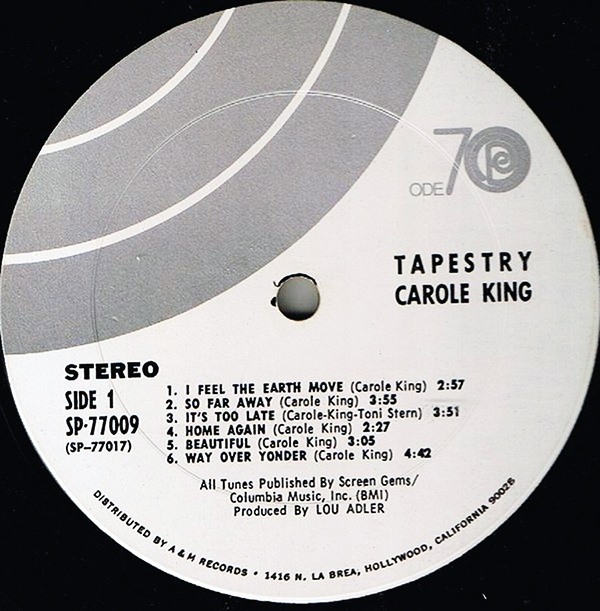 ODE 70
TAPESTRY
CAROLE KING
STEREO
SIDE 1
SP-77009
(SP-77017)
1. I FEEL THE EARTH MOVE (Carole King) 2:57
2. SO FAR AWAY (Carole King) 3:55
3. IT'S TOO LATE (Carole-King-Toni Stern) 3:51
4. HOME AGAIN (Carole King) 2:27
5. BEAUTIFUL (Carole King) 3:05
6. WAY OVER YONDER (Carole King) 4:42
All Tunes Published By Screen Gems/
Columbia Music, Inc. (BMI)
Produced By LOU ADLER
DISTRIBUTED BY A & M RECORDS • 1416 N. LA BREA, HOLLYWOOD, CALIFORNIA 90028